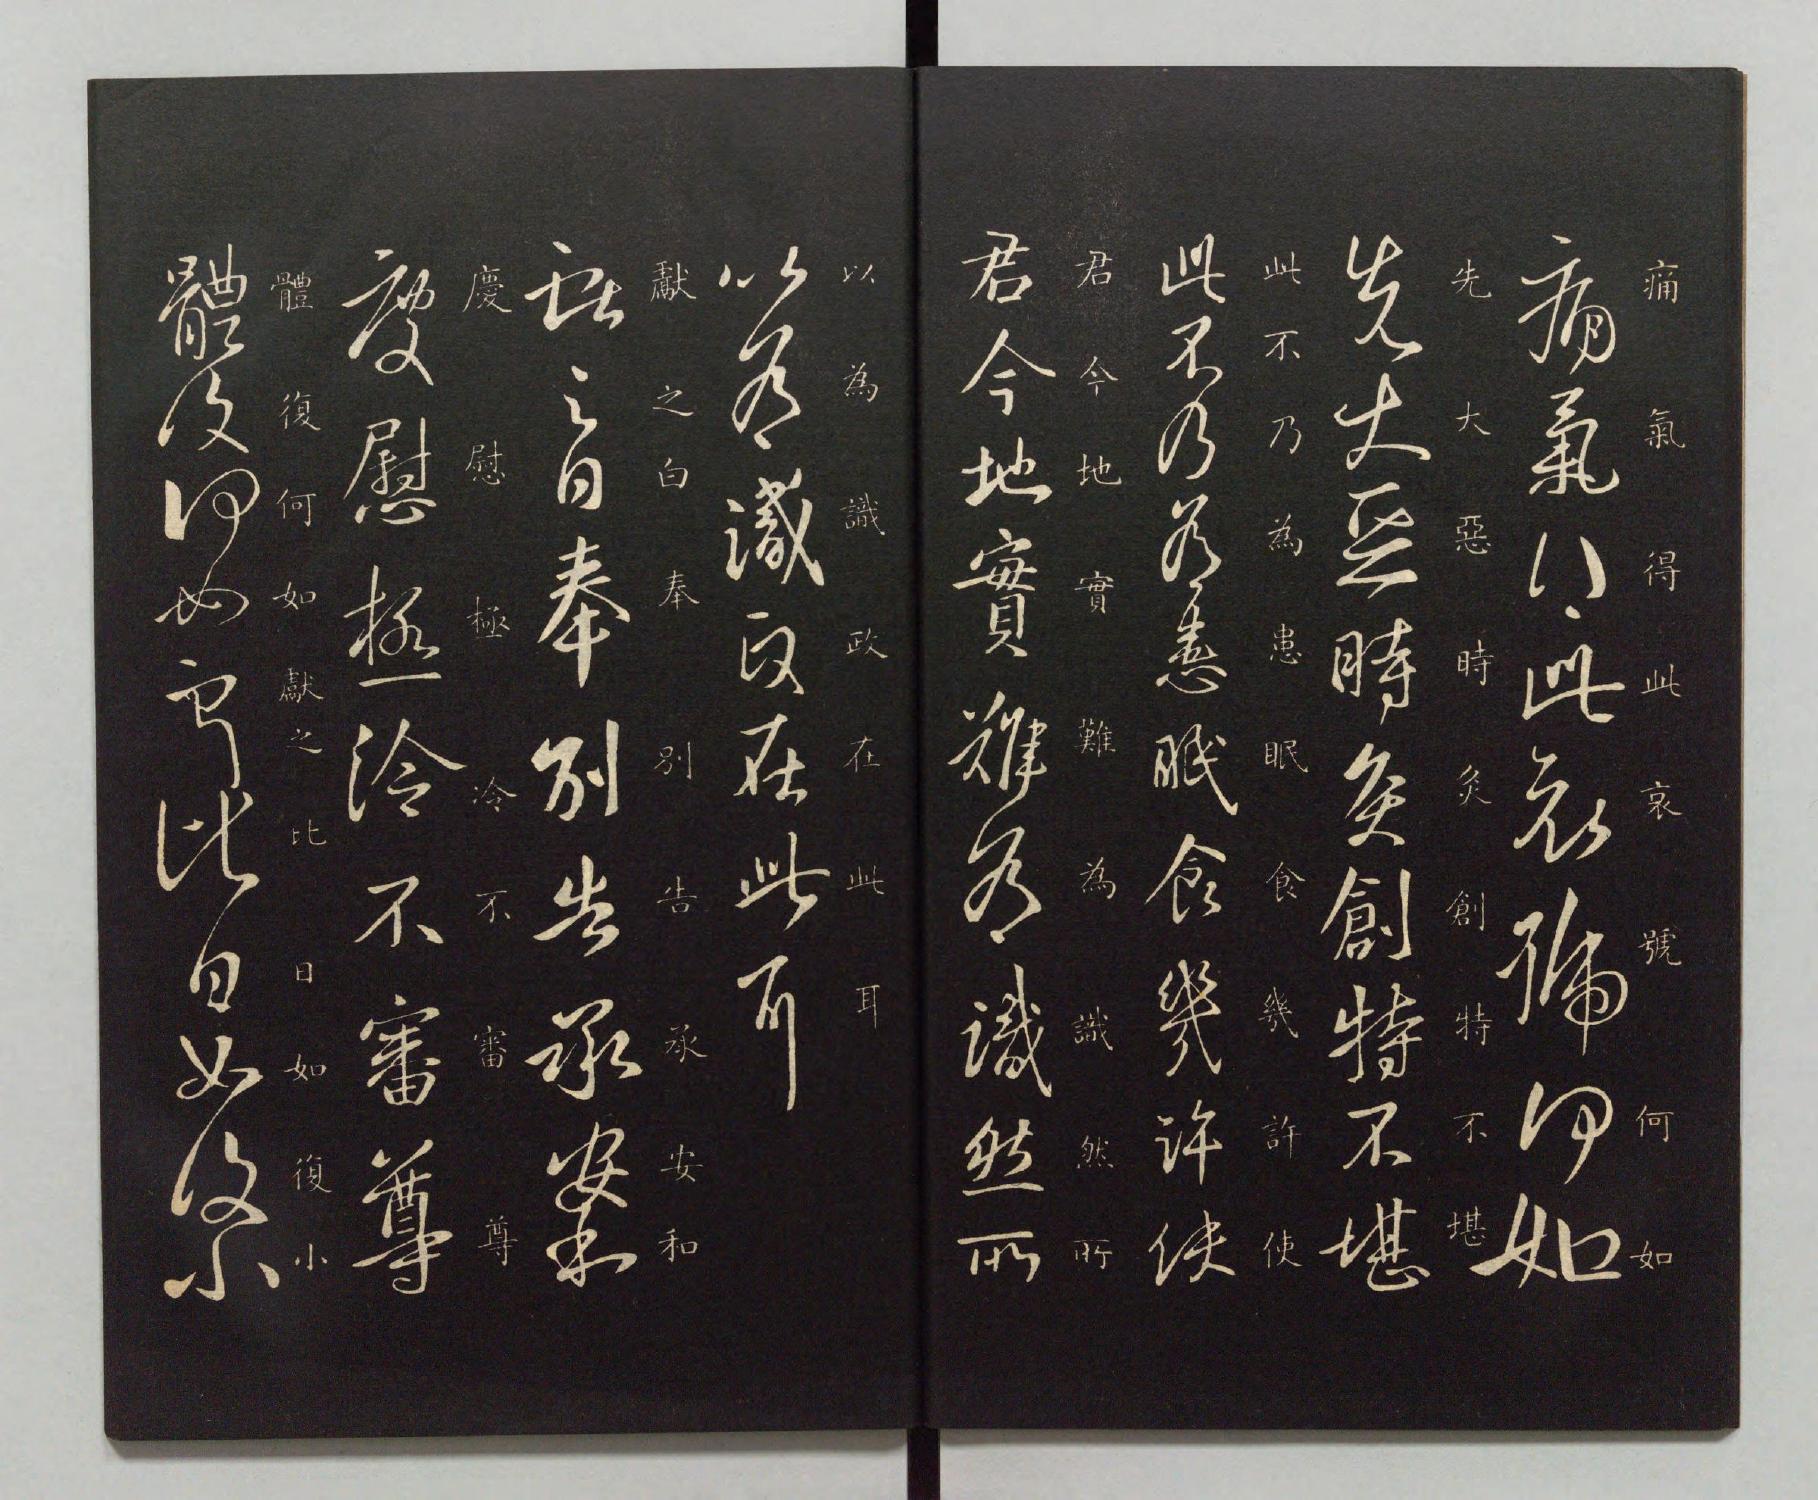 痛氣得此哀號何如
痛氣得此哀號何如
先大惡時灸創特不堪
先大惡時灸創特不堪
此不乃為患眠食幾許使
此不乃為患眠食幾許使
君今地實難為識然所
君今地實難為識然所
以為識政在此耳
以為識政在此耳
獻之白奉別告承安和
獻之白奉別告承安和
慶慰極冷不審尊
慶慰極冷不審尊
體復何如獻之比日如復小
體復何如獻之比日如復小